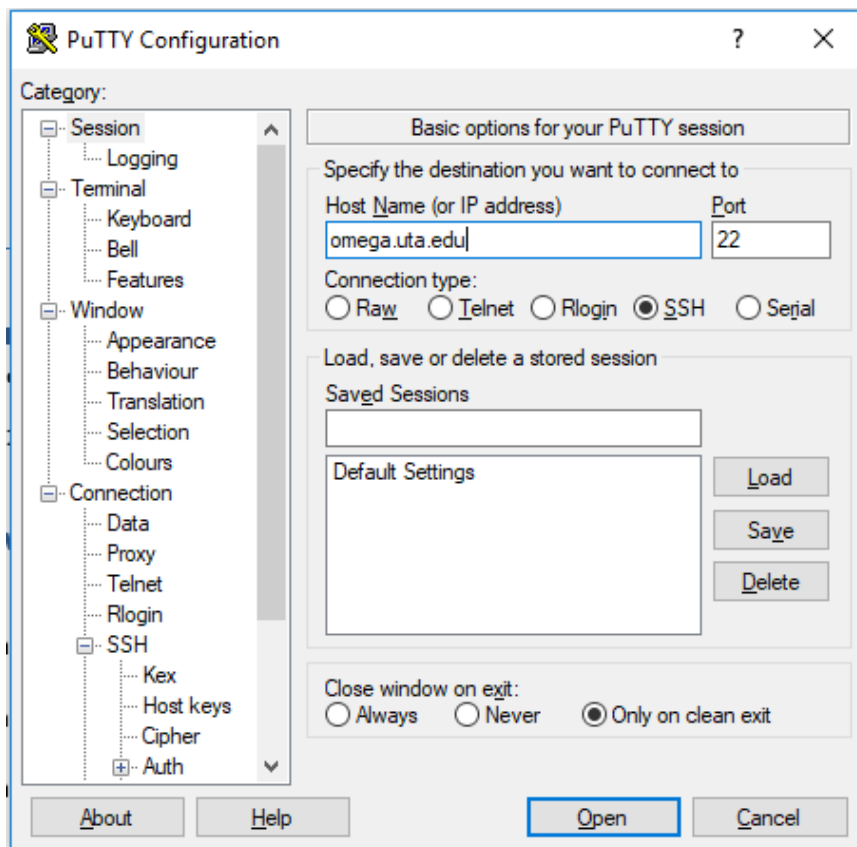 PuTTY Configuration
?
Category:
Session
Logging
Terminal
Keyboard
Bell
Features
Window
Appearance
Behaviour
Translation
Selection
Colours
Connection
Data
Proxy
Telnet
Rlogin
SSH
Kex
Host keys
Cipher
Auth
Basic options for your PuTTY session
Specify the destination you want to connect to
Host Name (or IP address) Port
omega.uta.edu 22
Connection type:
Raw Telnet Rlogin SSH Serial
Load, save or delete a stored session
Saved Sessions
Default Settings
Load
Save
Delete
Close window on exit:
Always Never Only on clean exit
About Help Open Cancel